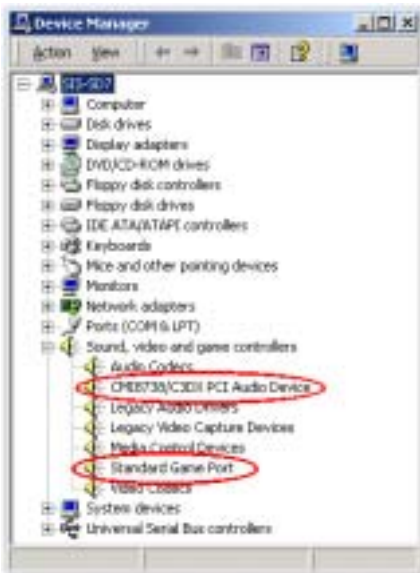 Device Manager
Action View
SIS-SD7
Computer
Disk drives
Display adapters
DVD/CD-ROM drives
Floppy disk controllers
Floppy disk drives
IDE ATA/ATAPI controllers
Keyboards
Mice and other pointing devices
Monitors
Network adapters
Ports (COM & LPT)
Sound, video and game controllers
Audio Codecs
CMI8738/C3DX PCI Audio Device
Legacy Audio Drivers
Legacy Video Capture Devices
Media Control Devices
Standard Game Port
Video Codecs
System devices
Universal Serial Bus controllers